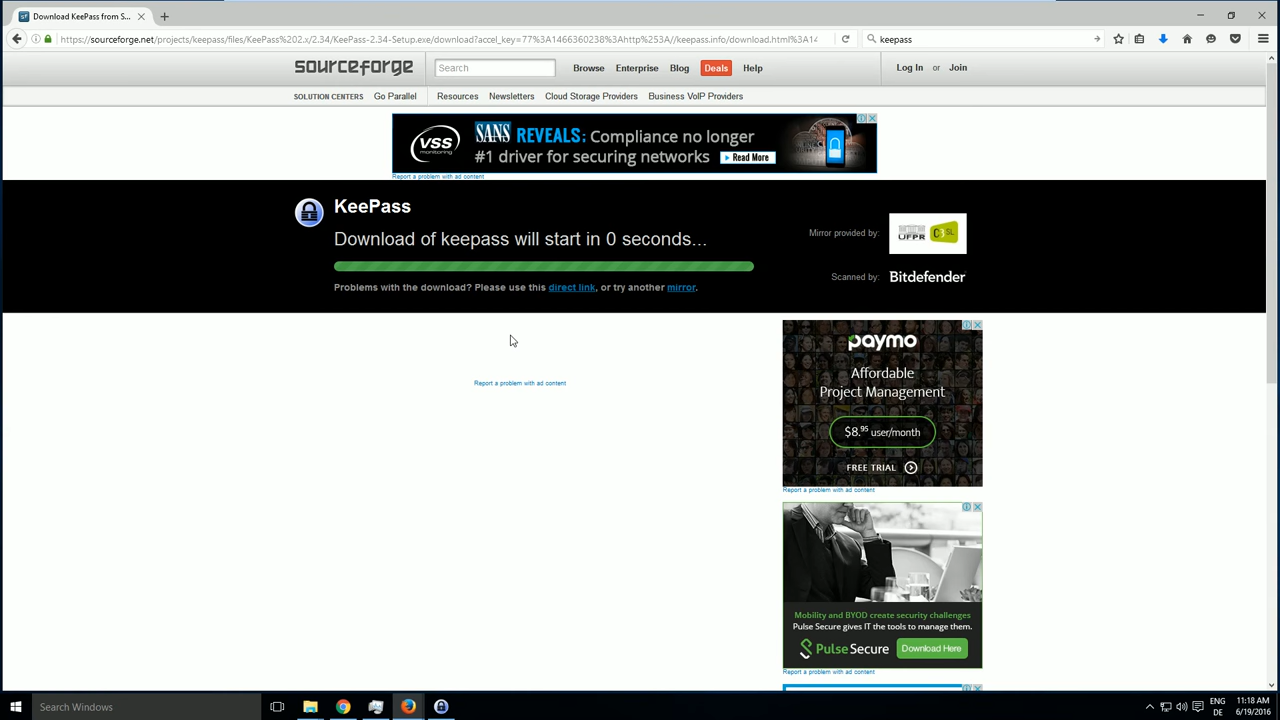 Download KeePass from S...
https://sourceforge.net/projects/keepass/files/KeePass%202.x/2.34/KeePass-2.34-Setup.exe/download?accel_key=77%3A1466360238%3Ahttp%253A//keepass.info/download.html%3A14
keepass
sourceforge
Search
Browse
Enterprise
Blog
Deals
Help
Log In or Join
SOLUTION CENTERS
Go Parallel
Resources
Newsletters
Cloud Storage Providers
Business VoIP Providers
VSS
monitoring
SANS REVEALS: Compliance no longer
#1 driver for securing networks
Read More
Report a problem with ad content
KeePass
Download of keepass will start in 0 seconds...
Problems with the download? Please use this direct link, or try another mirror.
Mirror provided by:
UFPR
C3SL
Scanned by:
Bitdefender
Report a problem with ad content
paymo
Affordable
Project Management
$8.95 user/month
FREE TRIAL
Report a problem with ad content
Mobility and BYOD create security challenges
Pulse Secure gives IT the tools to manage them.
PulseSecure
Download Here
Report a problem with ad content
Search Windows
ENG
DE
11:18 AM
6/19/2016